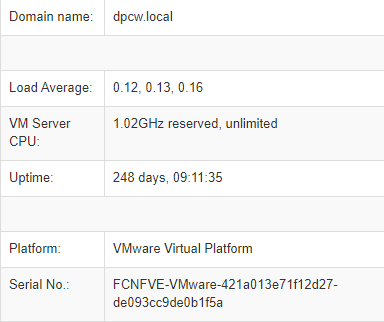 Domain name: dpcw.local
Load Average: 0.12, 0.13, 0.16
VM Server 1.02GHz reserved, unlimited
CPU:
Uptime: 248 days, 09:11:35
Platform: VMware Virtual Platform
Serial No.: FCNFVE-VMware-421a013e71f12d27-
de093cc9de0b1f5a